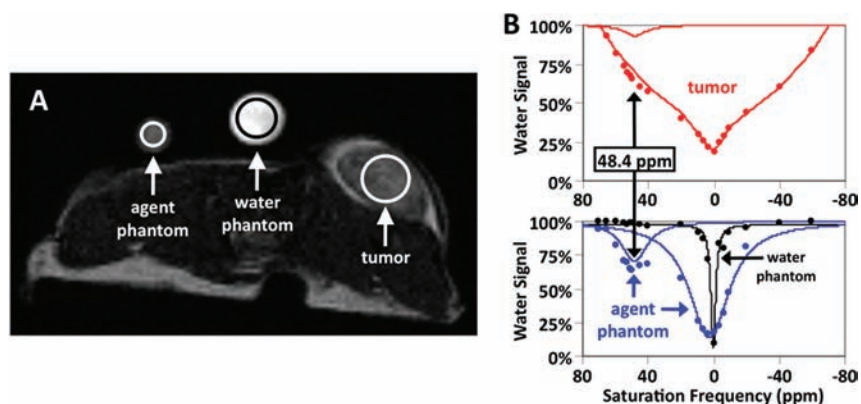 A
agent
phantom
water
phantom
tumor
B
Water Signal
100%
75%
50%
25%
0%
tumor
80 40 0 -40 -80
48.4 ppm
Water Signal
100%
75%
50%
25%
0%
water
phantom
agent
phantom
80 40 0 -40 -80
Saturation Frequency (ppm)